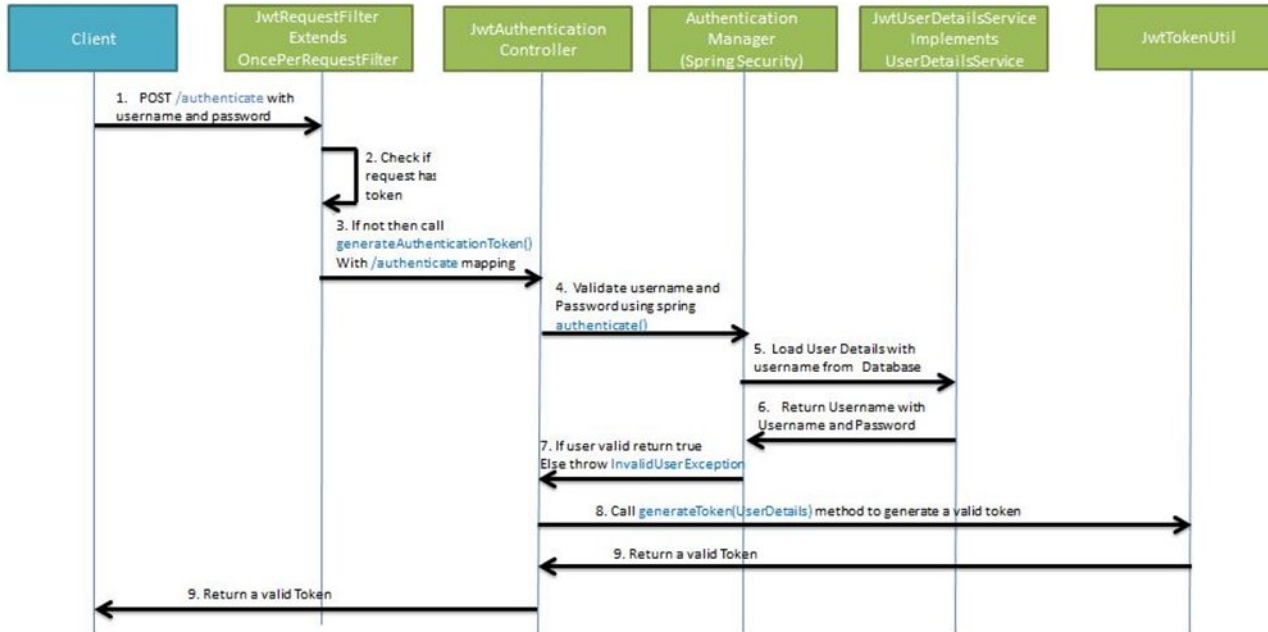 Client
JwtRequestFilter
Extends
OncePerRequestFilter
JwtAuthentication
Controller
Authentication
Manager
(Spring Security)
JwtUserDetailsService
Implements
UserDetailsService
JwtTokenUtil
1. POST /authenticate with
username and password
2. Check if
request has
token
3. If not then call
generateAuthenticationToken()
With /authenticate mapping
4. Validate username and
Password using spring
authenticate()
5. Load User Details with
username from Database
6. Return Username with
Username and Password
7. If user valid return true
Else throw InvalidUserException
8. Call generateToken(UserDetails) method to generate a valid token
9. Return a valid Token
9. Return a valid Token